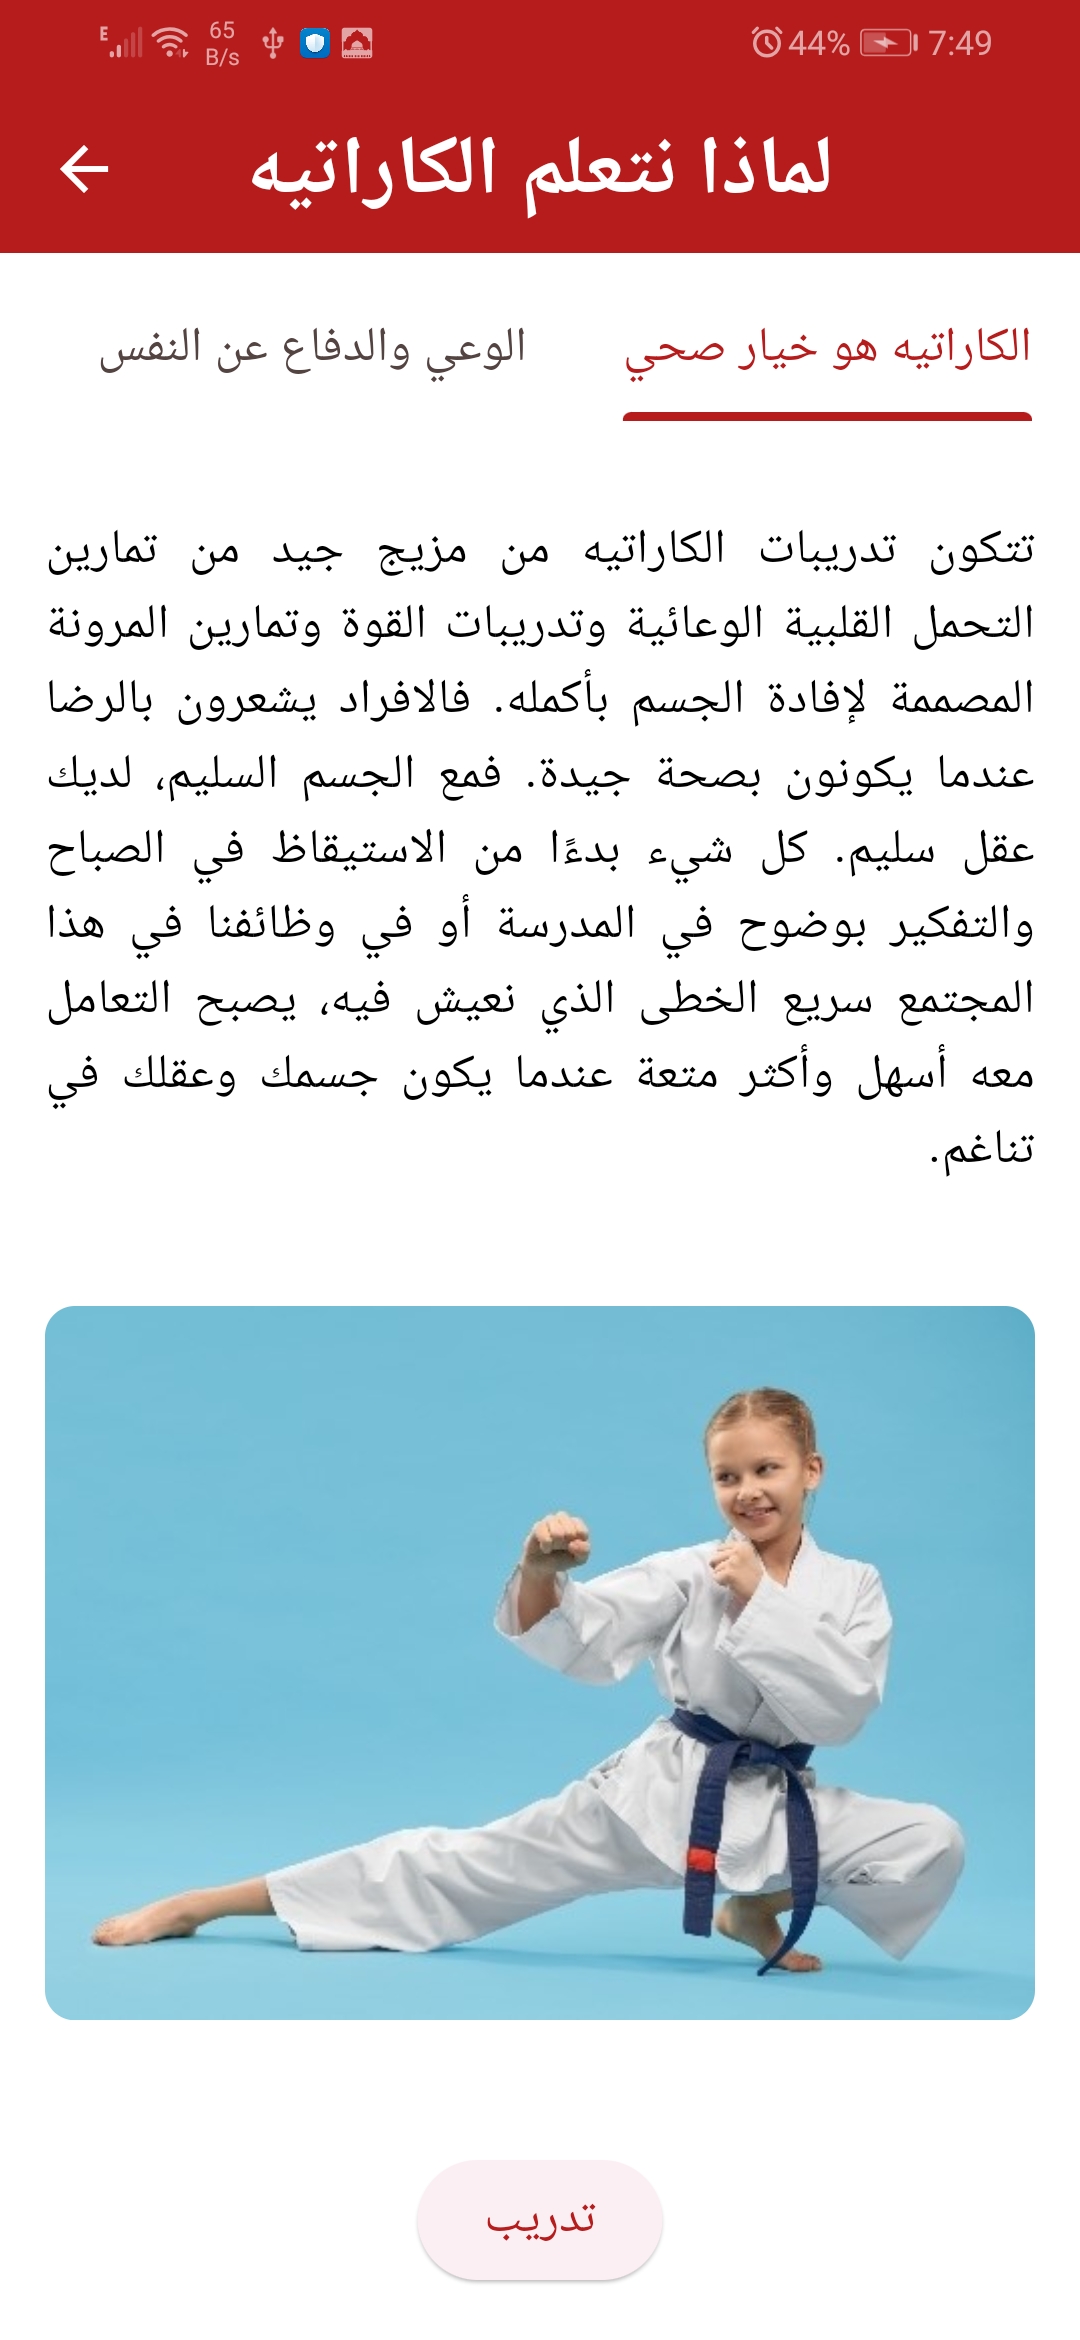 E
65
B/s
44%
7:49
لماذا نتعلم الكاراتيه
الكاراتيه هو خيار صحي
الوعي والدفاع عن النفس
تتكون تدريبات الكاراتيه من مزيج جيد من تمارين
التحمل القلبية الوعائية وتدريبات القوة وتمارين المرونة
المصممة لإفادة الجسم بأكمله. فالافراد يشعرون بالرضا
عندما يكونون بصحة جيدة. فمع الجسم السليم، لديك
عقل سليم. كل شيء بدءًا من الاستيقاظ في الصباح
والتفكير بوضوح في المدرسة أو في وظائفنا في هذا
المجتمع سريع الخطى الذي نعيش فيه، يصبح التعامل
معه أسهل وأكثر متعة عندما يكون جسمك وعقلك في
تناغم.
تدريب